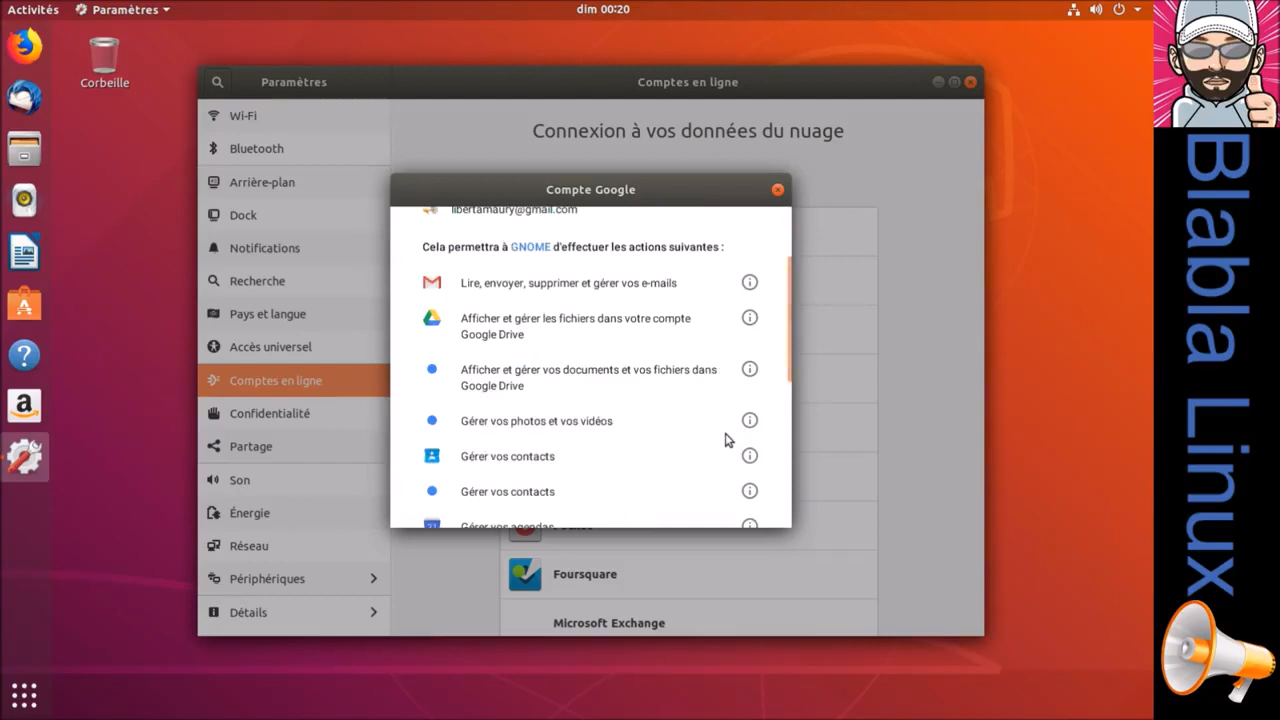 Activités
Paramètres
dim 00:20
Corbeille
Paramètres
Comptes en ligne
Wi-Fi
Bluetooth
Arrière-plan
Dock
Notifications
Recherche
Pays et langue
Accès universel
Comptes en ligne
Confidentialité
Partage
Son
Énergie
Réseau
Périphériques
Détails
Connexion à vos données du nuage
Compte Google
libertamaury@gmail.com
Cela permettra à GNOME d'effectuer les actions suivantes :
Lire, envoyer, supprimer et gérer vos e-mails
Afficher et gérer les fichiers dans votre compte
Google Drive
Afficher et gérer vos documents et vos fichiers dans
Google Drive
Gérer vos photos et vos vidéos
Gérer vos contacts
Gérer vos contacts
Gérer vos agendas
Foursquare
Microsoft Exchange
Blabla Linux